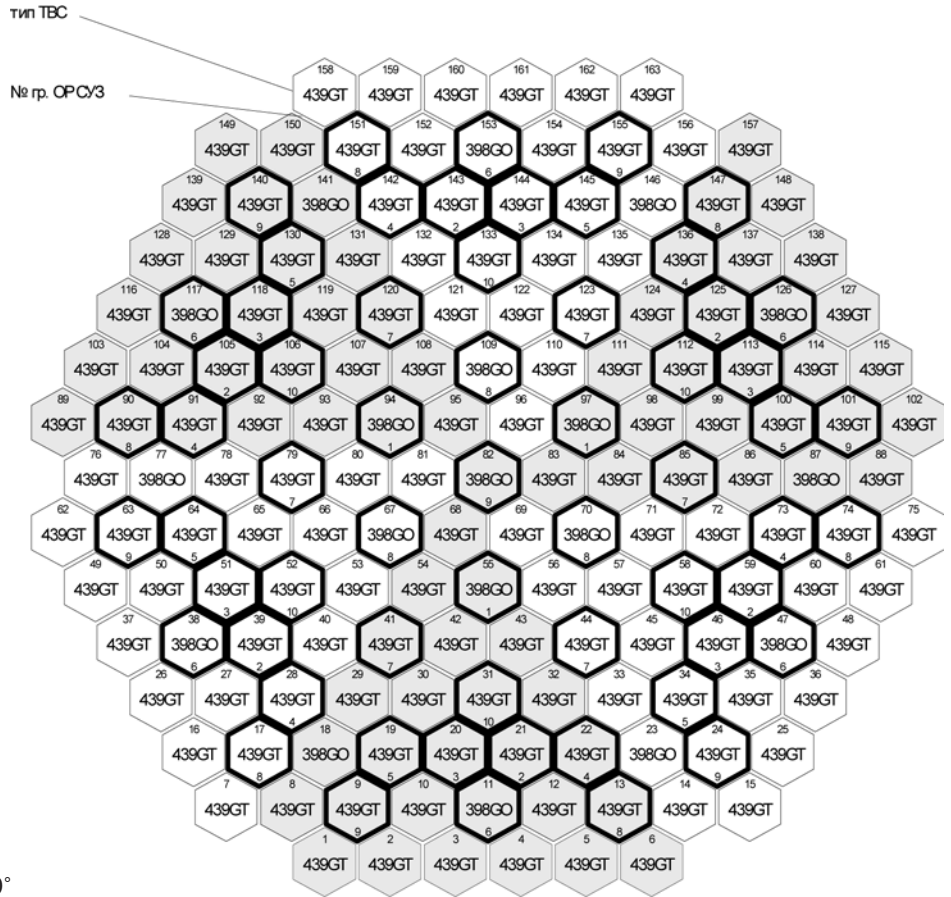 тип ТВС
158 159 160 161 162 163
439GT 439GT 439GT 439GT 439GT 439GT
№ гр. ОР СУЗ
149 150 151 152 153 154 155 156 157
439GT 439GT 439GT 439GT 398GO 439GT 439GT 439GT 439GT
8 6 9
139 140 141 142 143 144 145 146 147 148
439GT 439GT 398GO 439GT 439GT 439GT 439GT 398GO 439GT 439GT
9 4 2 3 5 8
128 129 130 131 132 133 134 135 136 137 138
439GT 439GT 439GT 439GT 439GT 439GT 439GT 439GT 439GT 439GT 439GT
5 10 4
116 117 118 119 120 121 122 123 124 125 126 127
439GT 398GO 439GT 439GT 439GT 439GT 439GT 439GT 439GT 439GT 398GO 439GT
6 3 7 7 2 6
103 104 105 106 107 108 109 110 111 112 113 114 115
439GT 439GT 439GT 439GT 439GT 439GT 398GO 439GT 439GT 439GT 439GT 439GT 439GT
2 10 8 10 3
89 90 91 92 93 94 95 96 97 98 99 100 101 102
439GT 439GT 439GT 439GT 439GT 398GO 439GT 439GT 398GO 439GT 439GT 439GT 439GT 439GT
8 4 1 1 5 9
76 77 78 79 80 81 82 83 84 85 86 87 88
439GT 398GO 439GT 439GT 439GT 439GT 398GO 439GT 439GT 439GT 439GT 398GO 439GT
7 9 7
62 63 64 65 66 67 68 69 70 71 72 73 74 75
439GT 439GT 439GT 439GT 439GT 398GO 439GT 439GT 398GO 439GT 439GT 439GT 439GT 439GT
9 5 8 8 4 8
49 50 51 52 53 54 55 56 57 58 59 60 61
439GT 439GT 439GT 439GT 439GT 439GT 398GO 439GT 439GT 439GT 439GT 439GT 439GT
3 10 1 10 2
37 38 39 40 41 42 43 44 45 46 47 48
439GT 398GO 439GT 439GT 439GT 439GT 439GT 439GT 439GT 439GT 398GO 439GT
6 2 7 7 3 6
26 27 28 29 30 31 32 33 34 35 36
439GT 439GT 439GT 439GT 439GT 439GT 439GT 439GT 439GT 439GT 439GT
4 10 5
16 17 18 19 20 21 22 23 24 25
439GT 439GT 398GO 439GT 439GT 439GT 439GT 398GO 439GT 439GT
8 5 3 2 4 9
7 8 9 10 11 12 13 14 15
439GT 439GT 439GT 439GT 398GO 439GT 439GT 439GT 439GT
9 6 8
1 2 3 4 5 6
439GT 439GT 439GT 439GT 439GT 439GT